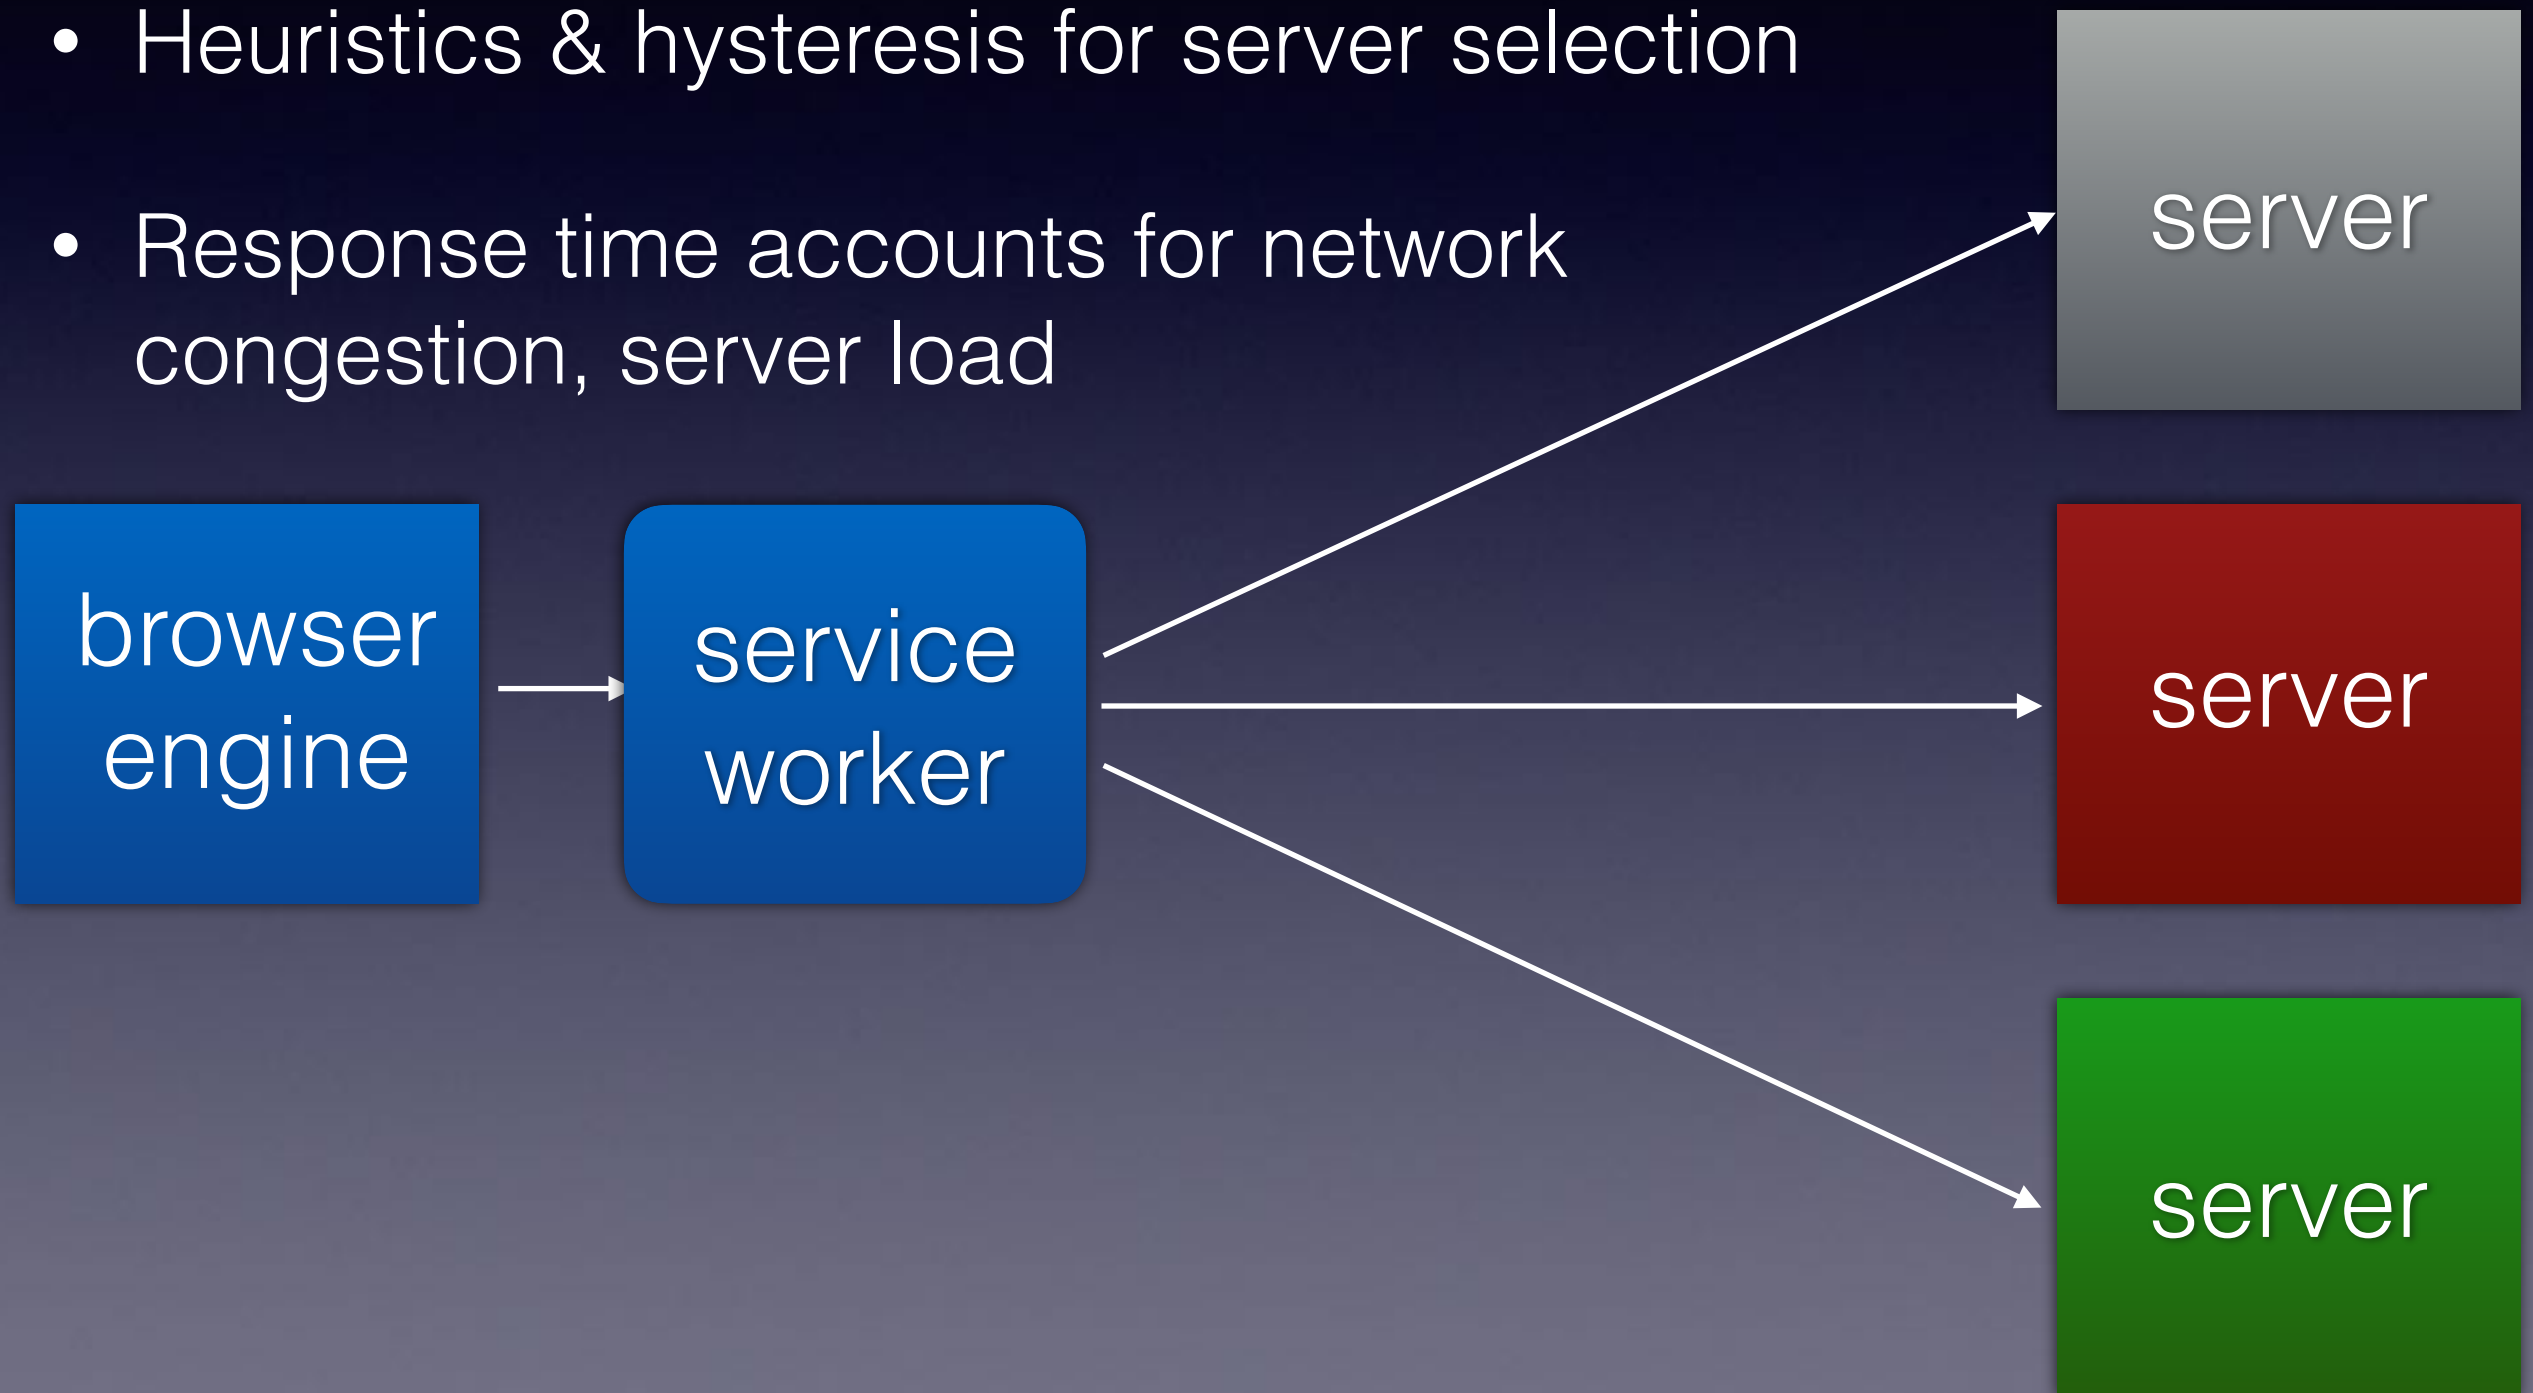 • Heuristics & hysteresis for server selection
• Response time accounts for network
congestion, server load
browser
engine
service
worker
server
server
server